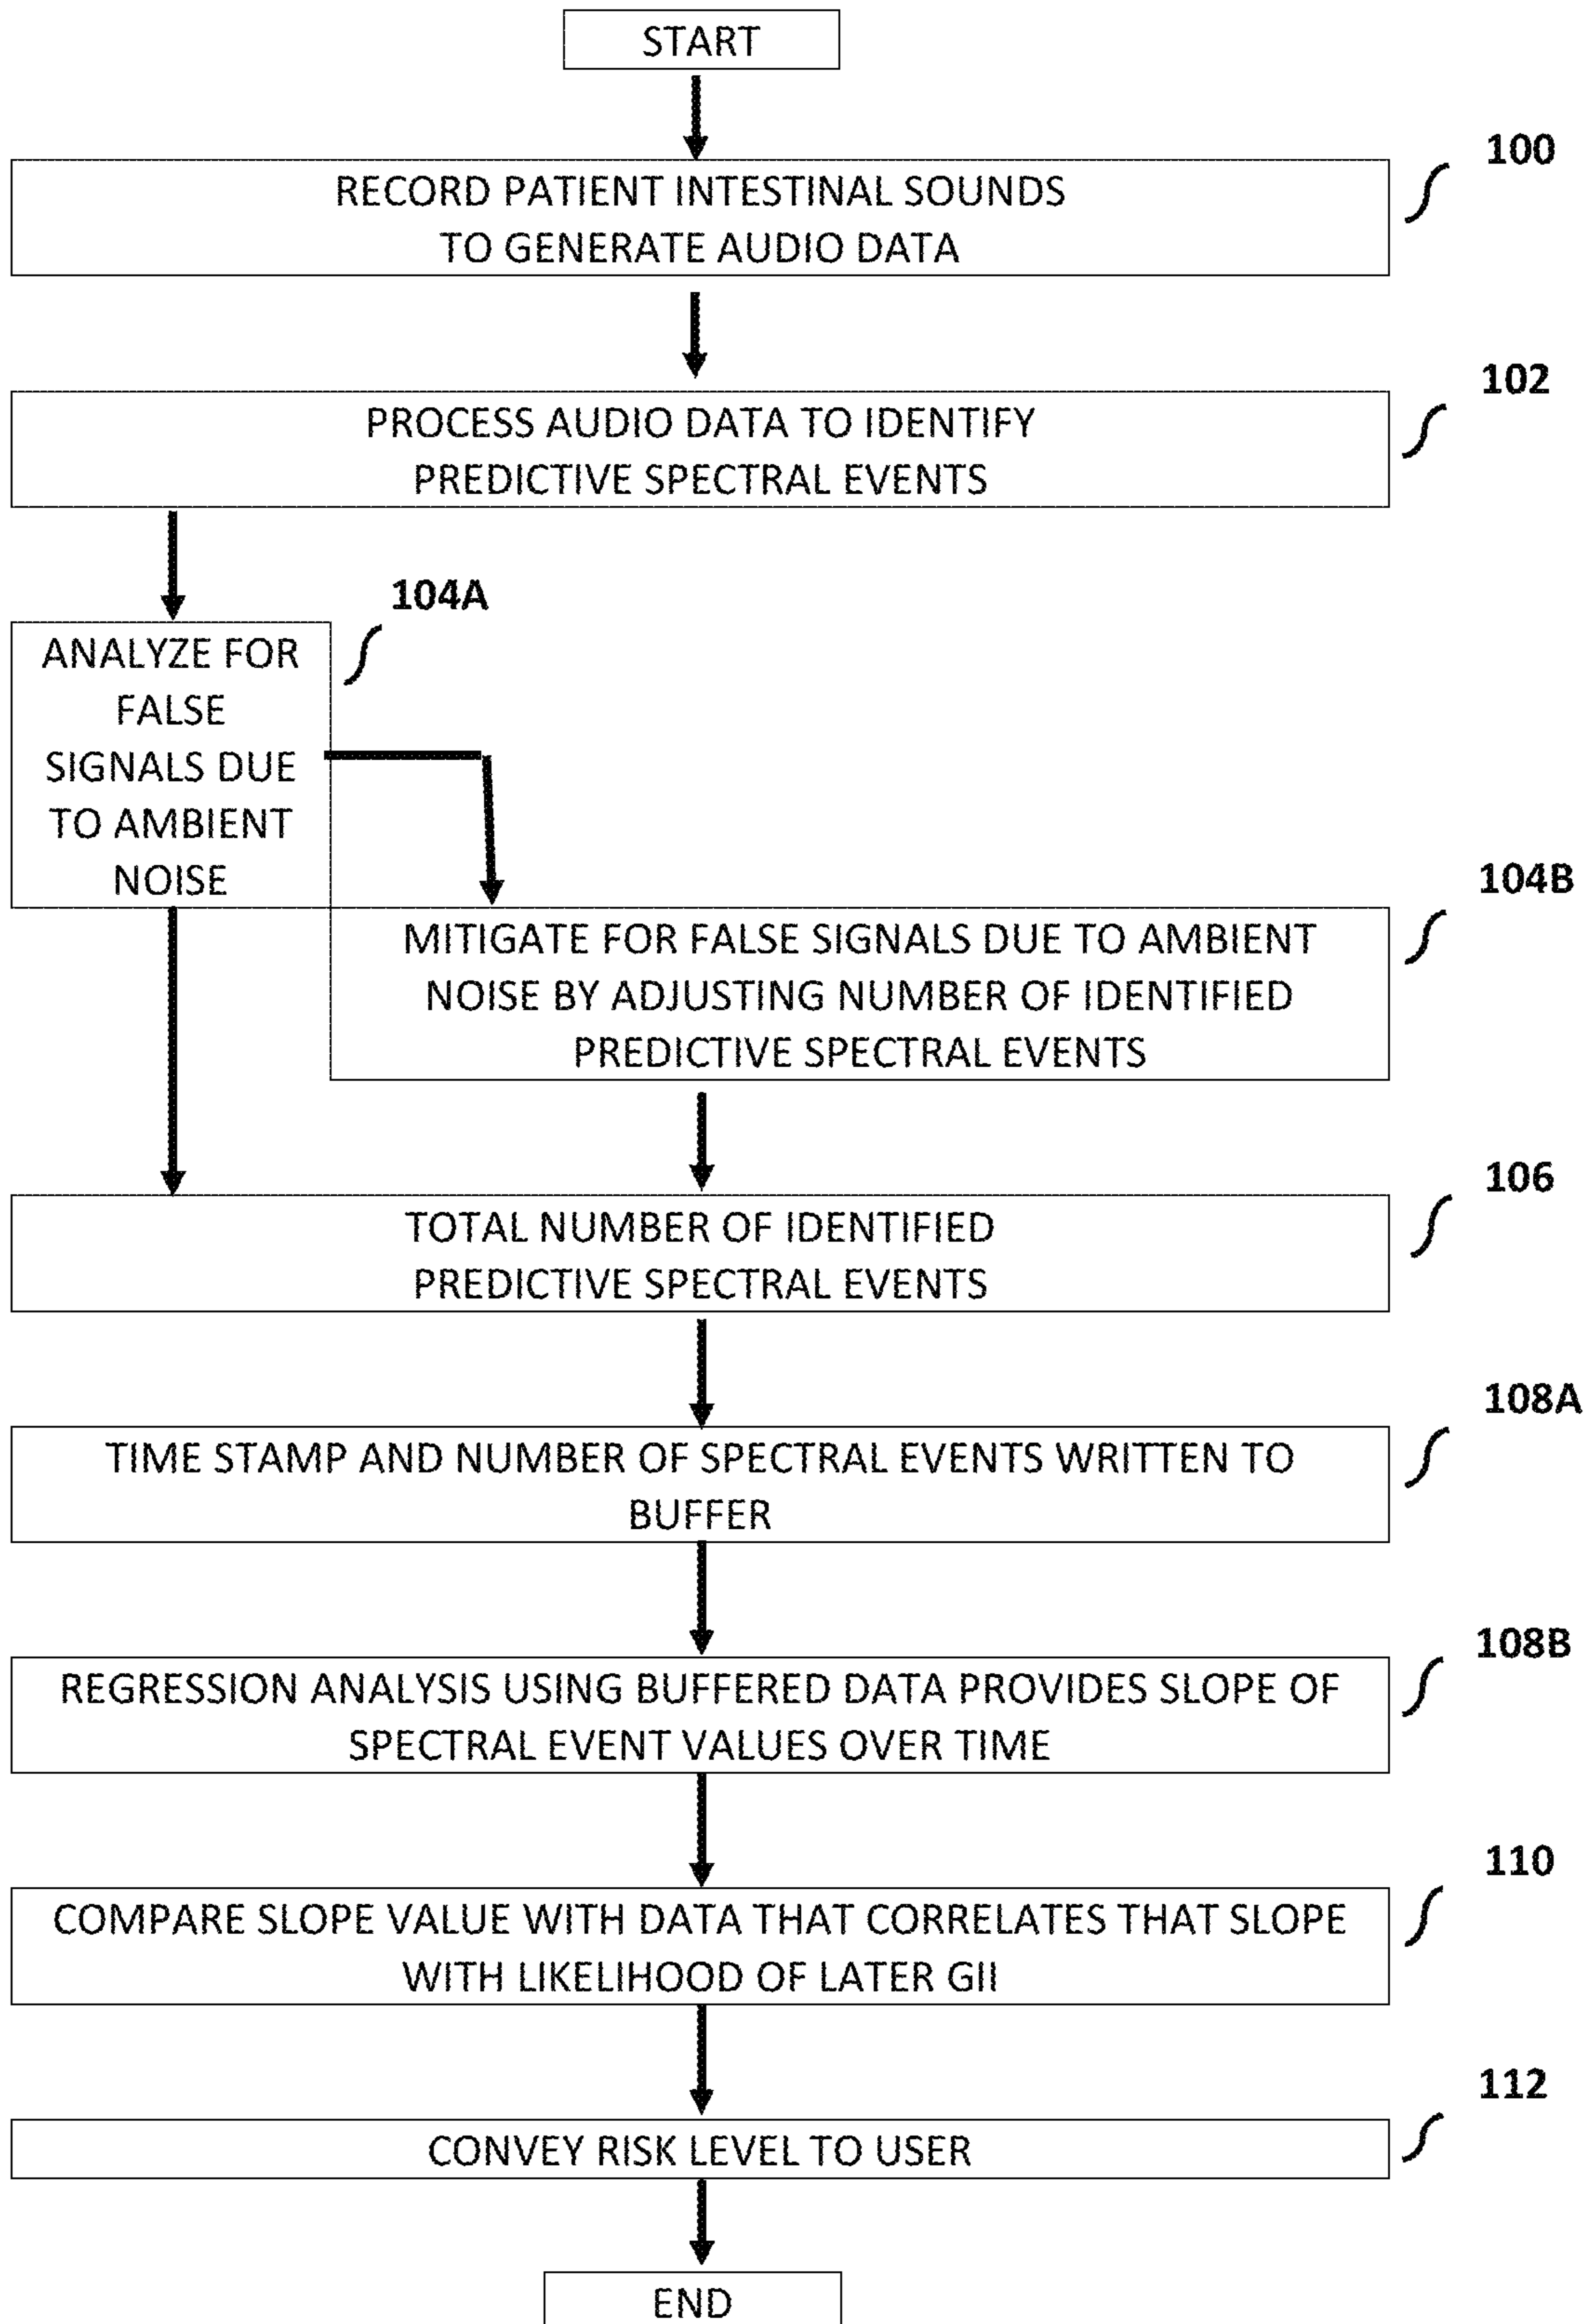 START
100
RECORD PATIENT INTESTINAL SOUNDS
TO GENERATE AUDIO DATA
102
PROCESS AUDIO DATA TO IDENTIFY
PREDICTIVE SPECTRAL EVENTS
104A
ANALYZE FOR
FALSE
SIGNALS DUE
TO AMBIENT
NOISE
104B
MITIGATE FOR FALSE SIGNALS DUE TO AMBIENT
NOISE BY ADJUSTING NUMBER OF IDENTIFIED
PREDICTIVE SPECTRAL EVENTS
106
TOTAL NUMBER OF IDENTIFIED
PREDICTIVE SPECTRAL EVENTS
108A
TIME STAMP AND NUMBER OF SPECTRAL EVENTS WRITTEN TO
BUFFER
108B
REGRESSION ANALYSIS USING BUFFERED DATA PROVIDES SLOPE OF
SPECTRAL EVENT VALUES OVER TIME
110
COMPARE SLOPE VALUE WITH DATA THAT CORRELATES THAT SLOPE
WITH LIKELIHOOD OF LATER GII
112
CONVEY RISK LEVEL TO USER
END